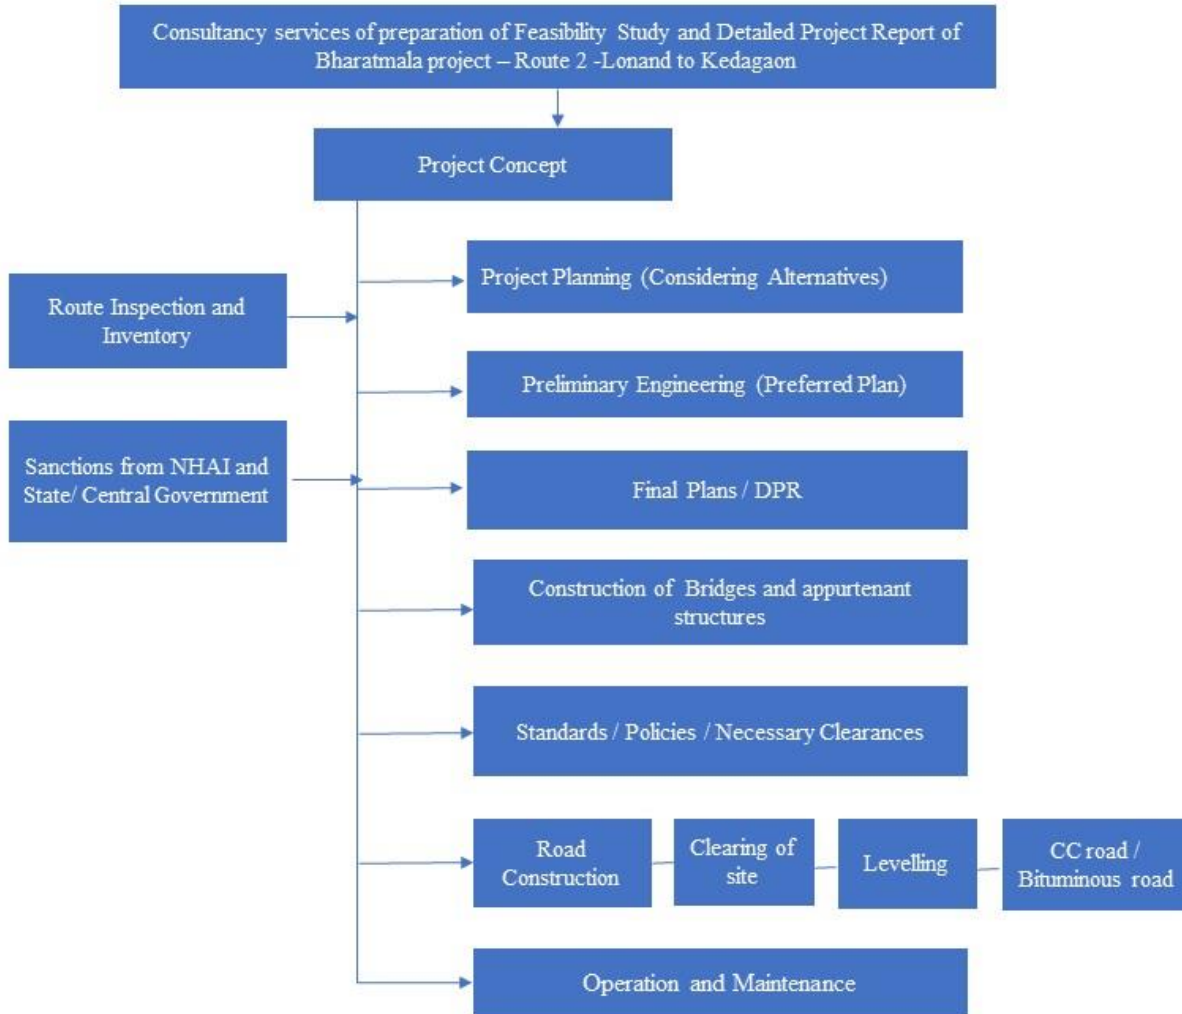 Consultancy services of preparation of Feasibility Study and Detailed Project Report of
Bharatmala project – Route 2 -Lonand to Kedagaon
Project Concept
Project Planning (Considering Alternatives)
Route Inspection and
Inventory
Preliminary Engineering (Preferred Plan)
Sanctions from NHAI and
State/ Central Government
Final Plans / DPR
Construction of Bridges and appurtenant
structures
Standards / Policies / Necessary Clearances
Road
Construction
Clearing of
site
Levelling
CC road /
Bituminous road
Operation and Maintenance